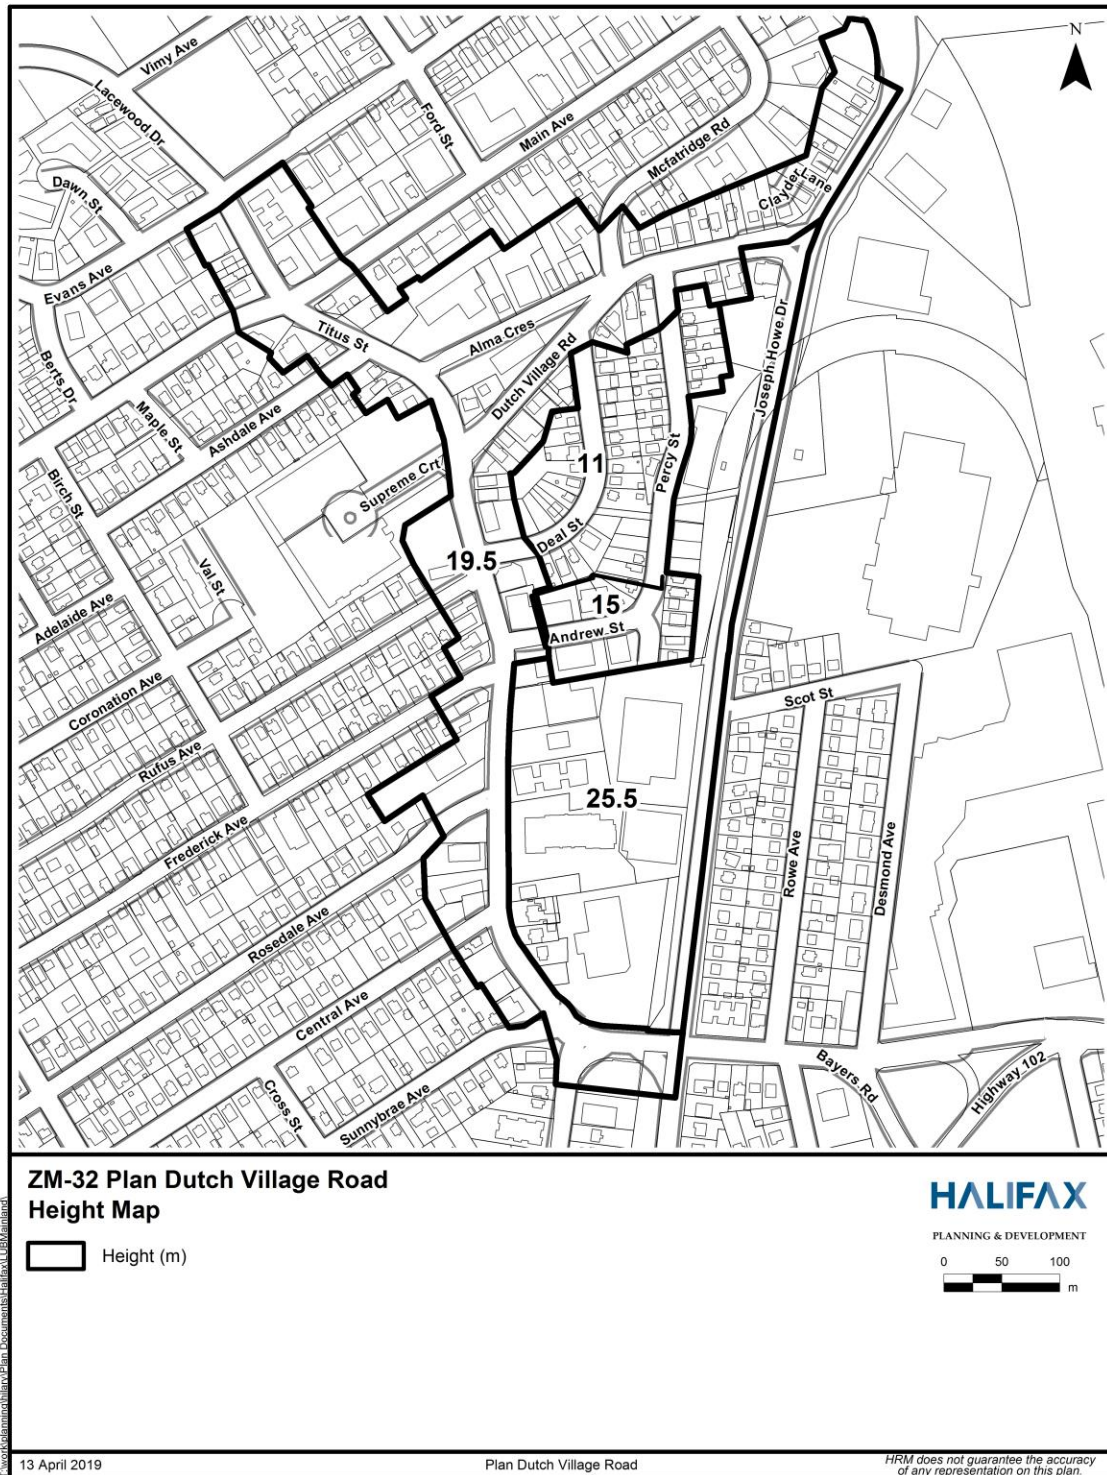 N
Vimy Ave
Lacewood Dr
Ford St
Main Ave
Mcfatridge Rd
Clayder Lane
Dawn St
Evans Ave
Titus St
Alma Cres
Dutch Village Rd
Joseph Howe Dr
Berts Dr
Maple St
Ashdale Ave
Percy St
11
Birch St
Supreme Crt
Deal St
19.5
Val St
15
Adelaide Ave
Andrew St
Coronation Ave
Scot St
Rufus Ave
25.5
Frederick Ave
Rowe Ave
Desmond Ave
Rosedale Ave
Central Ave
Bayers Rd
Highway 102
Cross St
Sunnybrae Ave
ZM-32 Plan Dutch Village Road
Height Map
Height (m)
HALIFAX
PLANNING & DEVELOPMENT
0 50 100
m
13 April 2019
Plan Dutch Village Road
HRM does not guarantee the accuracy
of any representation on this plan.